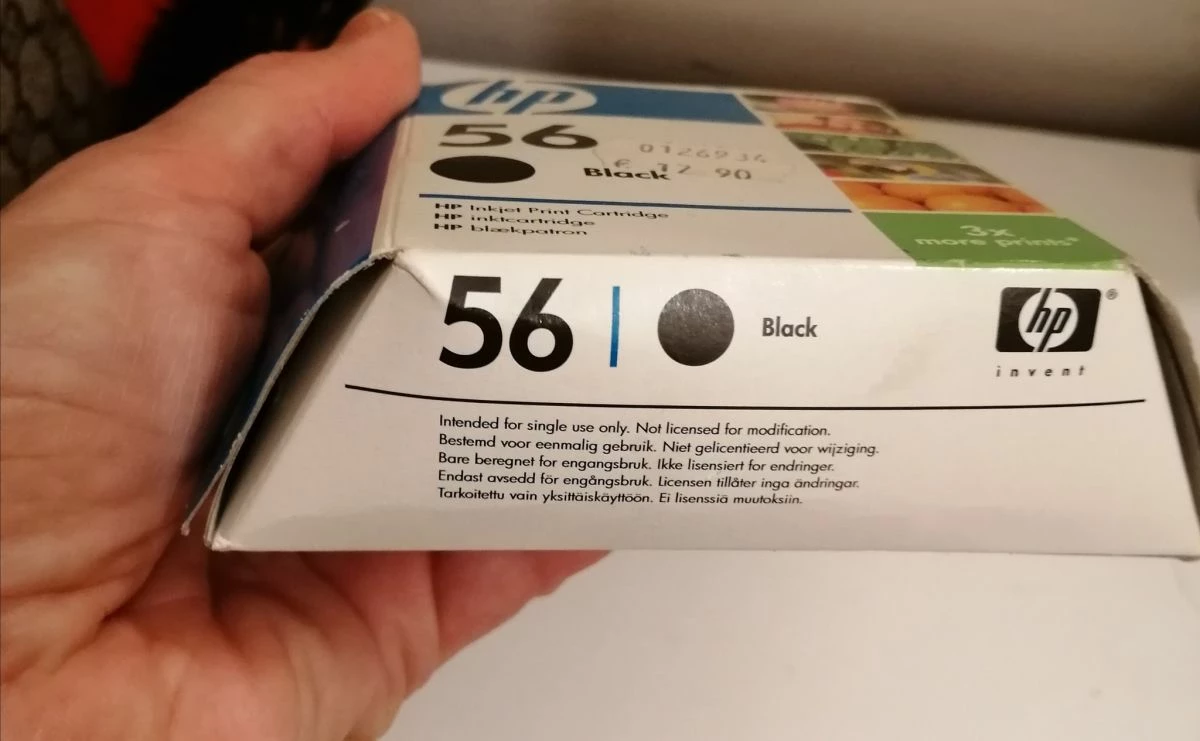 hp
56
0126934
€ 12 90
Black
HP Inkjet Print Cartridge
HP inktcartridge
HP blækpatron
3x
more prints*
56 Black
hp ®
invent
Intended for single use only. Not licensed for modification.
Bestemd voor eenmalig gebruik. Niet gelicentieerd voor wijziging.
Bare beregnet for engangsbruk. Ikke lisensiert for endringer.
Endast avsedd för engångsbruk. Licensen tillåter inga ändringar.
Tarkoitettu vain yksittäiskäyttöön. Ei lisenssiä muutoksiin.